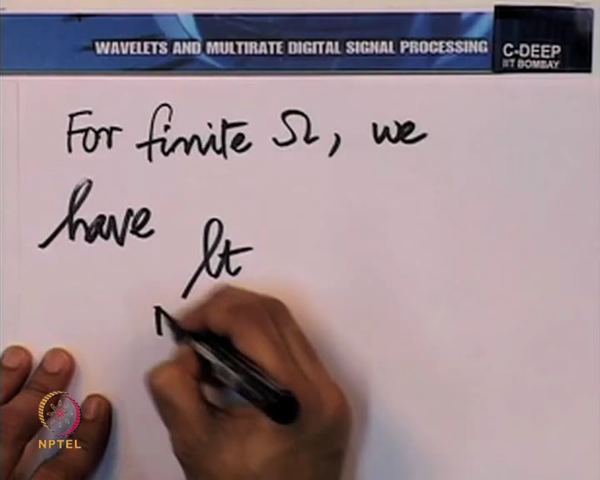 WAVELETS AND MULTIRATE DIGITAL SIGNAL PROCESSING
C-DEEP
IIT BOMBAY
For finite Ω, we
have
lt
NPTEL